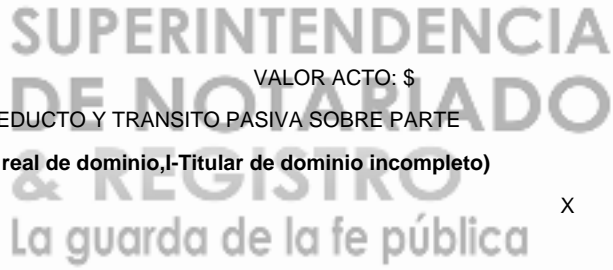 SUPERINTENDENCIA
VALOR ACTO: $
DE NOTARIADO
EDUCTO Y TRANSITO PASIVA SOBRE PARTE
real de dominio,I-Titular de dominio incompleto)
& REGISTRO
X
La guarda de la fe pública